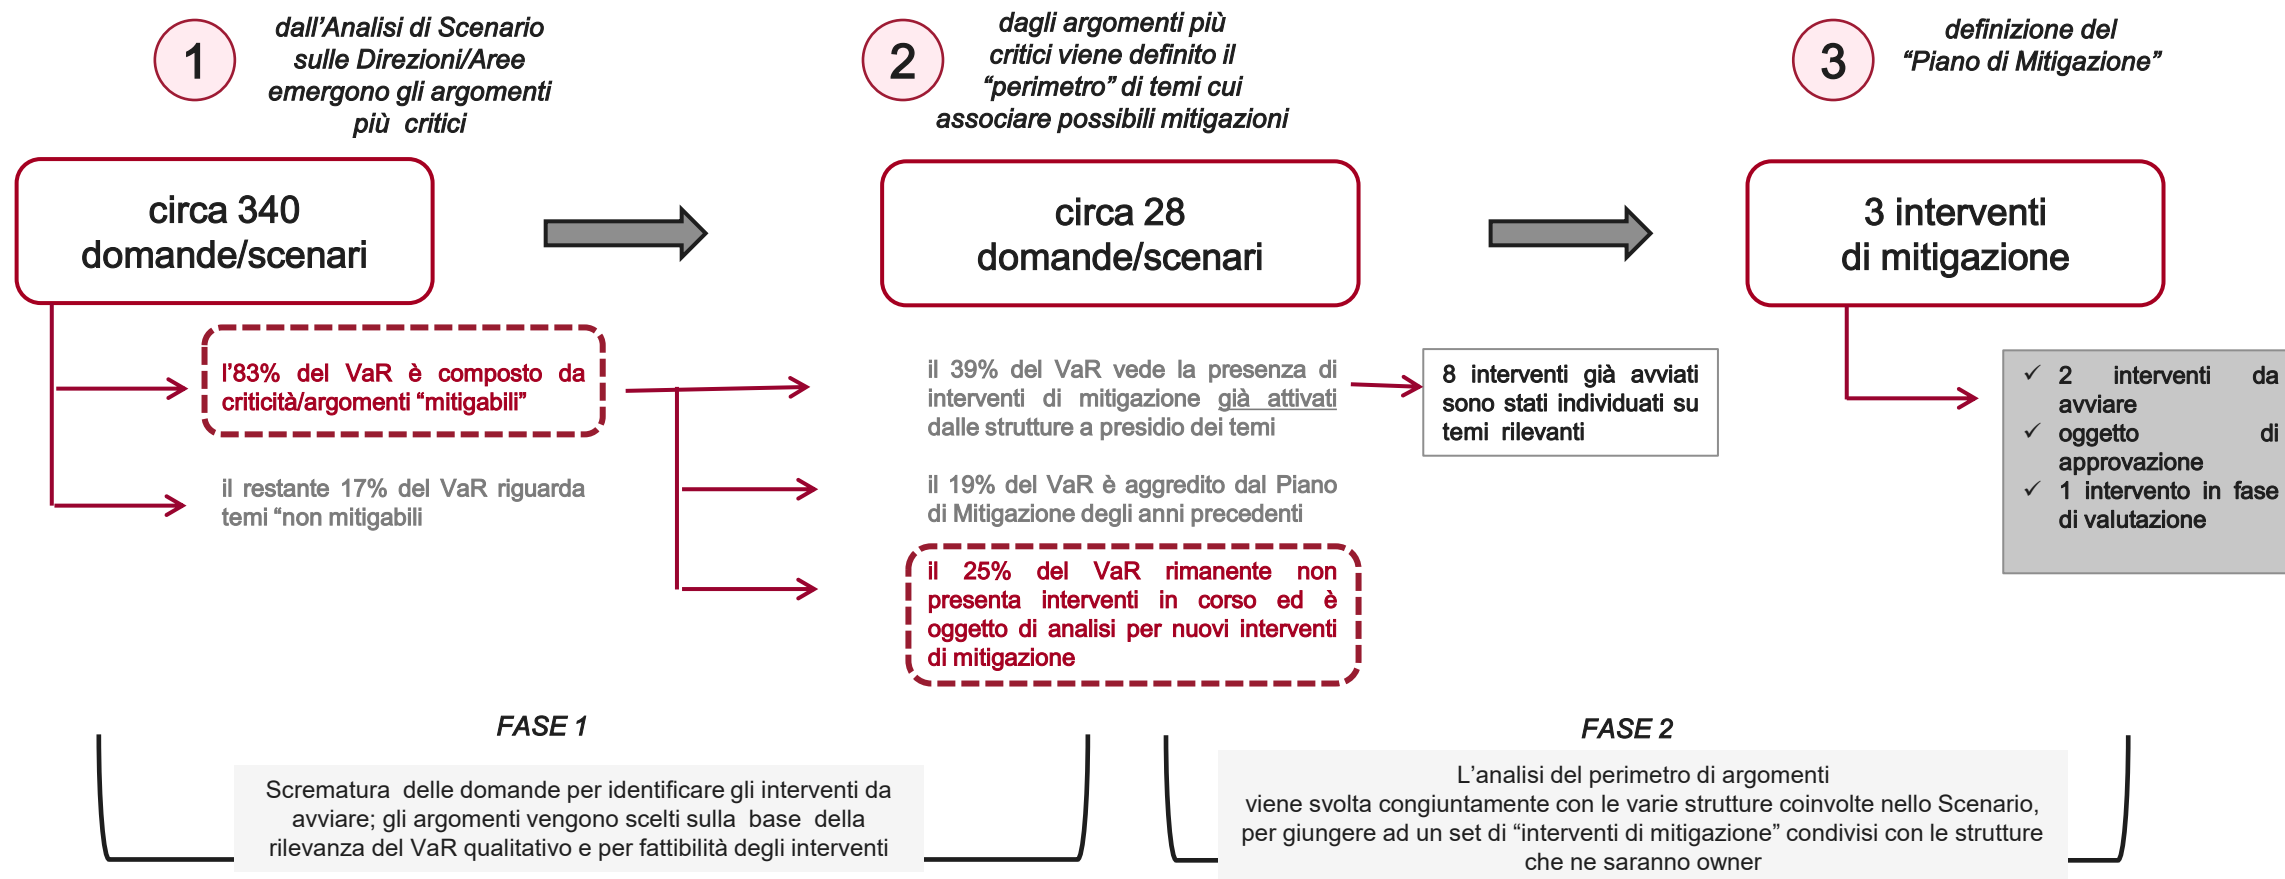 1
dall'Analisi di Scenario
sulle Direzioni/Aree
emergono gli argomenti
più critici
2
dagli argomenti più
critici viene definito il
“perimetro” di temi cui
associare possibili mitigazioni
3
definizione del
“Piano di Mitigazione”
circa 340
domande/scenari
circa 28
domande/scenari
3 interventi
di mitigazione
l'83% del VaR è composto da
criticità/argomenti “mitigabili”
il restante 17% del VaR riguarda
temi “non mitigabili
il 39% del VaR vede la presenza di
interventi di mitigazione già attivati
dalle strutture a presidio dei temi
8 interventi già avviati
sono stati individuati su
temi rilevanti
il 19% del VaR è aggredito dal Piano
di Mitigazione degli anni precedenti
il 25% del VaR rimanente non
presenta interventi in corso ed è
oggetto di analisi per nuovi interventi
di mitigazione
✓ 2 interventi da
avviare
✓ oggetto di
approvazione
✓ 1 intervento in fase
di valutazione
FASE 1
Scrematura delle domande per identificare gli interventi da
avviare; gli argomenti vengono scelti sulla base della
rilevanza del VaR qualitativo e per fattibilità degli interventi
FASE 2
L'analisi del perimetro di argomenti
viene svolta congiuntamente con le varie strutture coinvolte nello Scenario,
per giungere ad un set di “interventi di mitigazione” condivisi con le strutture
che ne saranno owner